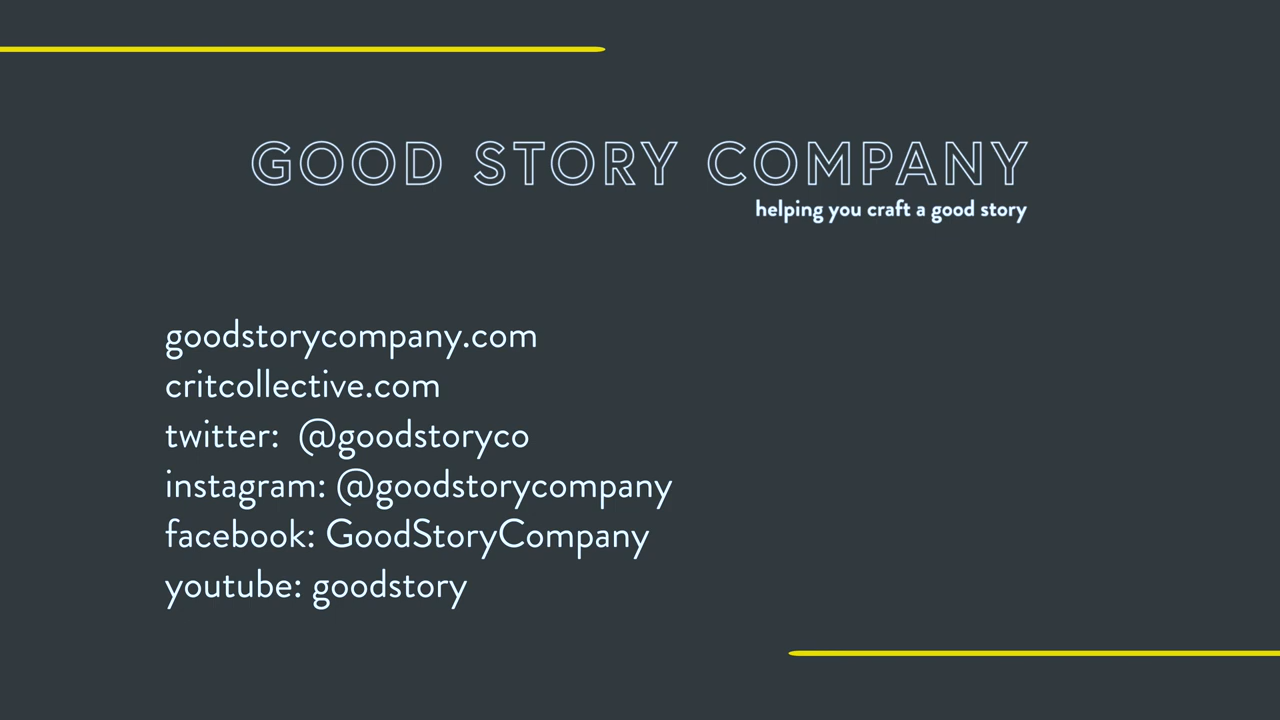 GOOD STORY COMPANY
helping you craft a good story
goodstorycompany.com
critcollective.com
twitter: @goodstoryco
instagram: @goodstorycompany
facebook: GoodStoryCompany
youtube: goodstory